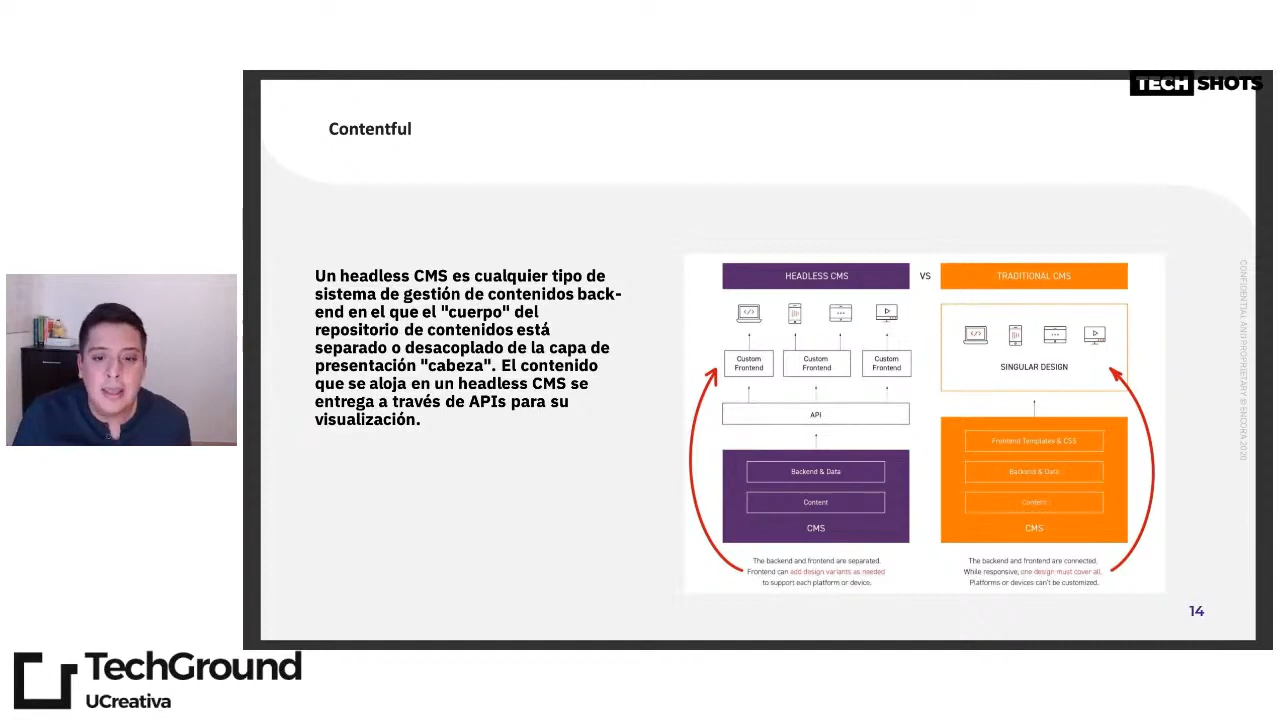 TECH SHOTS
Contentful
Un headless CMS es cualquier tipo de
sistema de gestión de contenidos back-
end en el que el "cuerpo" del
repositorio de contenidos está
separado o desacoplado de la capa de
presentación "cabeza". El contenido
que se aloja en un headless CMS se
entrega a través de APIs para su
visualización.
HEADLESS CMS
VS
TRADITIONAL CMS
Custom
Frontend
Custom
Frontend
Custom
Frontend
API
Backend & Data
Content
CMS
The backend and frontend are separated.
Frontend can add design variants as needed
to support each platform or device.
SINGULAR DESIGN
Frontend Templates & CSS
Backend & Data
Content
CMS
The backend and frontend are connected.
While responsive, one design must cover all.
Platforms or devices can't be customized.
CONFIDENTIAL AND PROPRIETARY © ENCORA 2020
14
TechGround
UCreativa